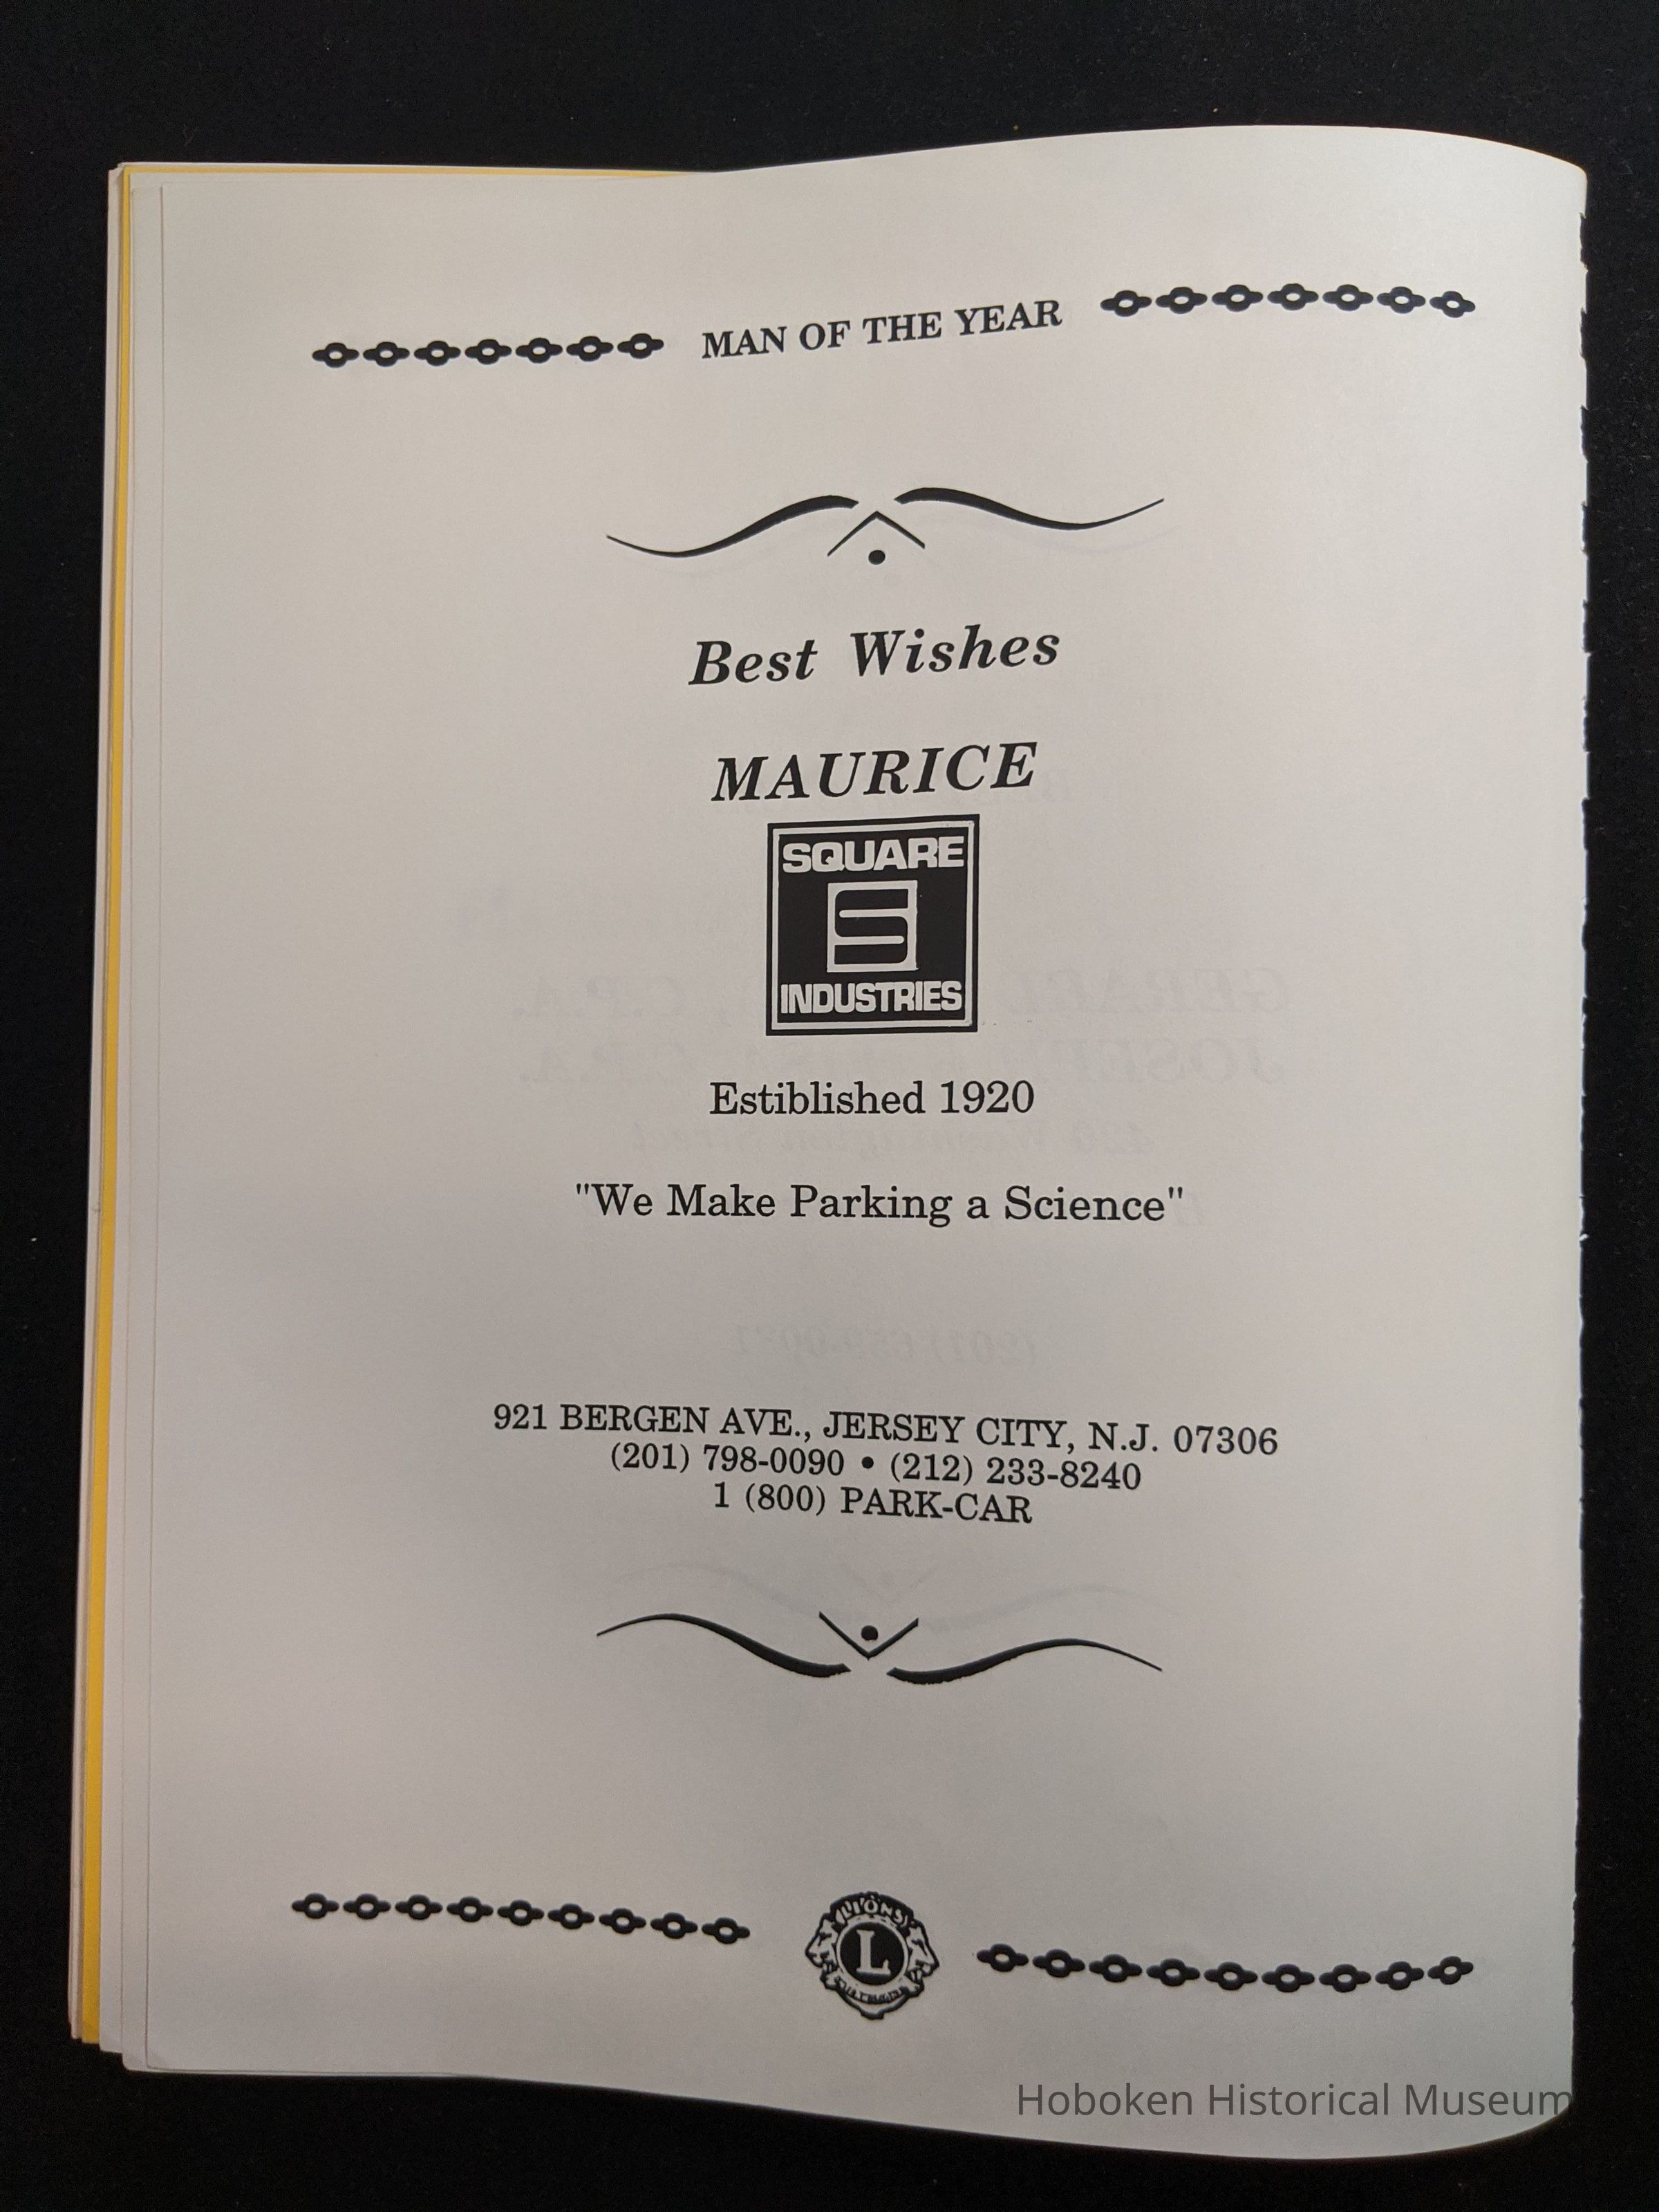 MAN OF THE YEAR
Best Wishes
MAURICE
SQUARE
S
INDUSTRIES
Estiblished 1920
"We Make Parking a Science"
921 BERGEN AVE., JERSEY CITY, N.J. 07306
(201) 798-0090 • (212) 233-8240
1 (800) PARK-CAR
LIONS
L
Hoboken Historical Museum